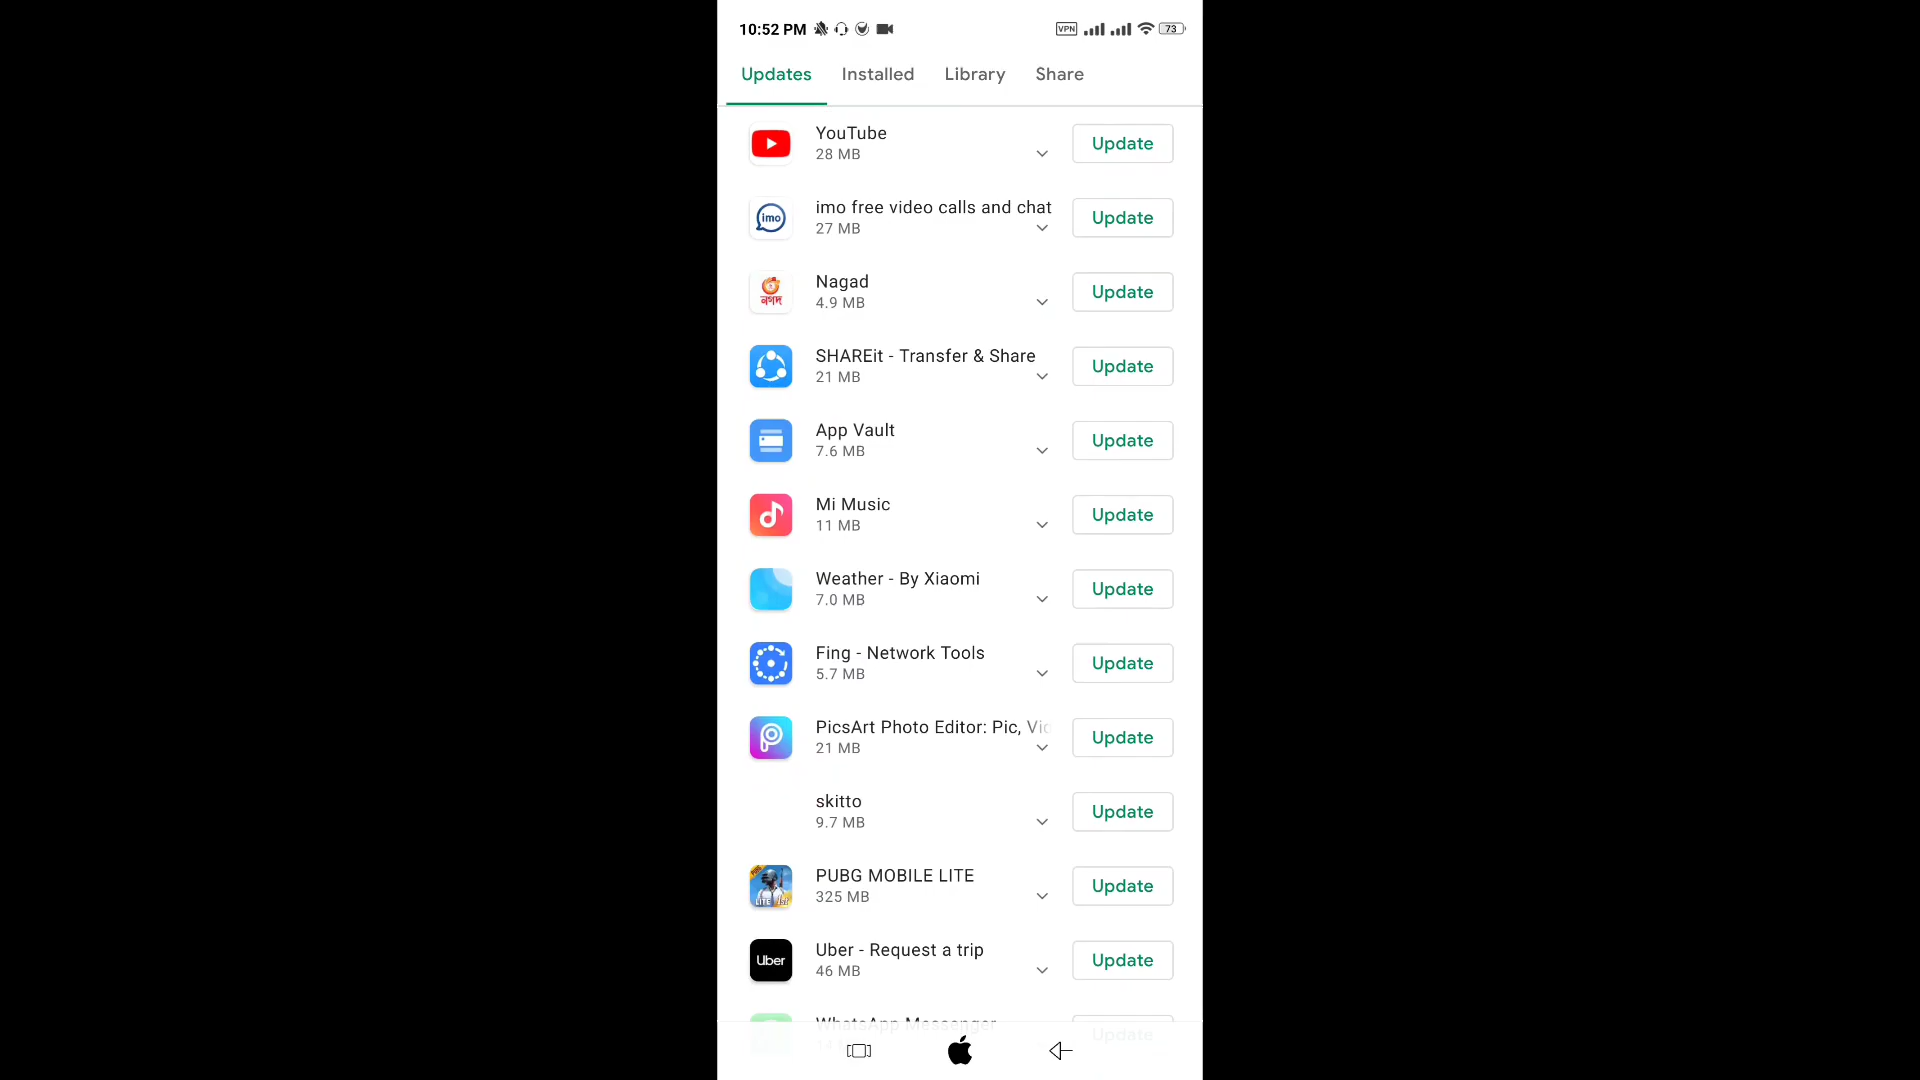 10:52 PM
VPN
73
Updates Installed Library Share
YouTube
28 MB
Update
imo
imo free video calls and chat
27 MB
Update
নগদ
Nagad
4.9 MB
Update
SHAREit - Transfer & Share
21 MB
Update
App Vault
7.6 MB
Update
Mi Music
11 MB
Update
Weather - By Xiaomi
7.0 MB
Update
Fing - Network Tools
5.7 MB
Update
PicsArt Photo Editor: Pic, Vic
21 MB
Update
skitto
9.7 MB
Update
LITE
PUBG MOBILE LITE
325 MB
Update
Uber
Uber - Request a trip
46 MB
Update
WhatsApp Messenger
Update